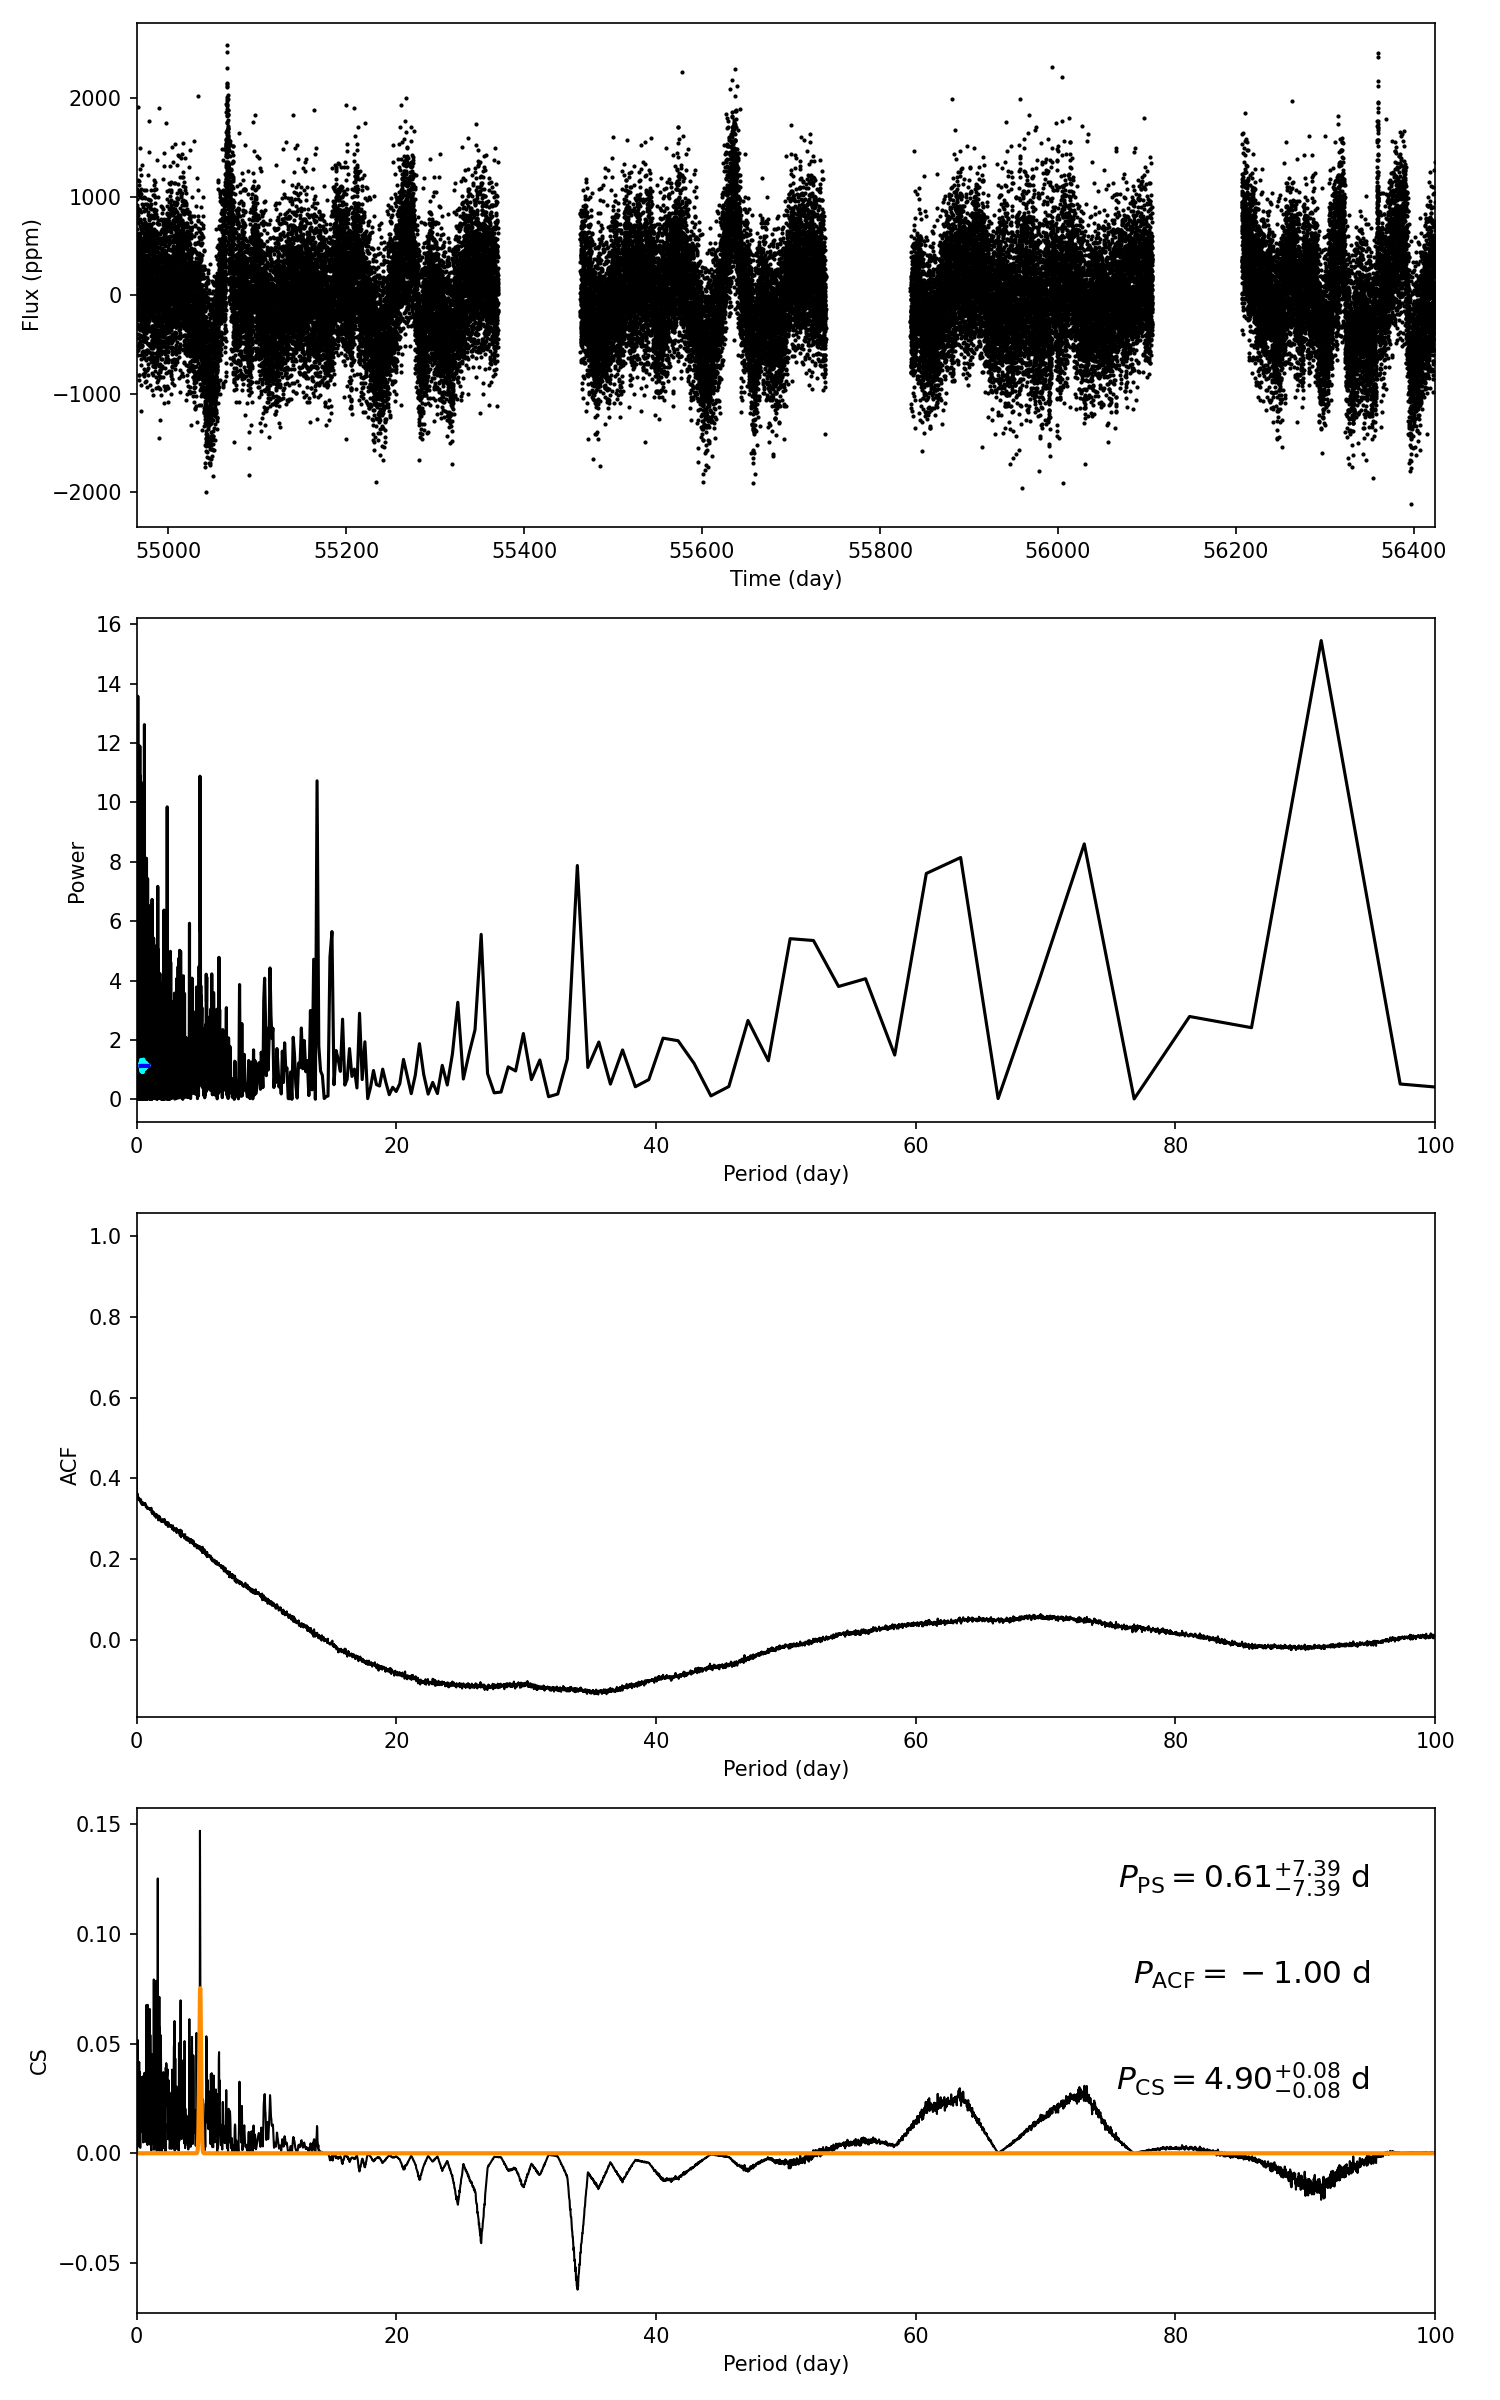 2000
1000
0
−1000
−2000
Flux (ppm)
55000 55200 55400 55600 55800 56000 56200 56400
Time (day)
16
14
12
10
8
6
4
2
0
Power
0 20 40 60 80 100
Period (day)
1.0
0.8
0.6
0.4
0.2
0.0
ACF
0 20 40 60 80 100
Period (day)
0.15
0.10
0.05
0.00
−0.05
CS
P_PS = 0.61 +7.39 −7.39 d
P_ACF = −1.00 d
P_CS = 4.90 +0.08 −0.08 d
0 20 40 60 80 100
Period (day)